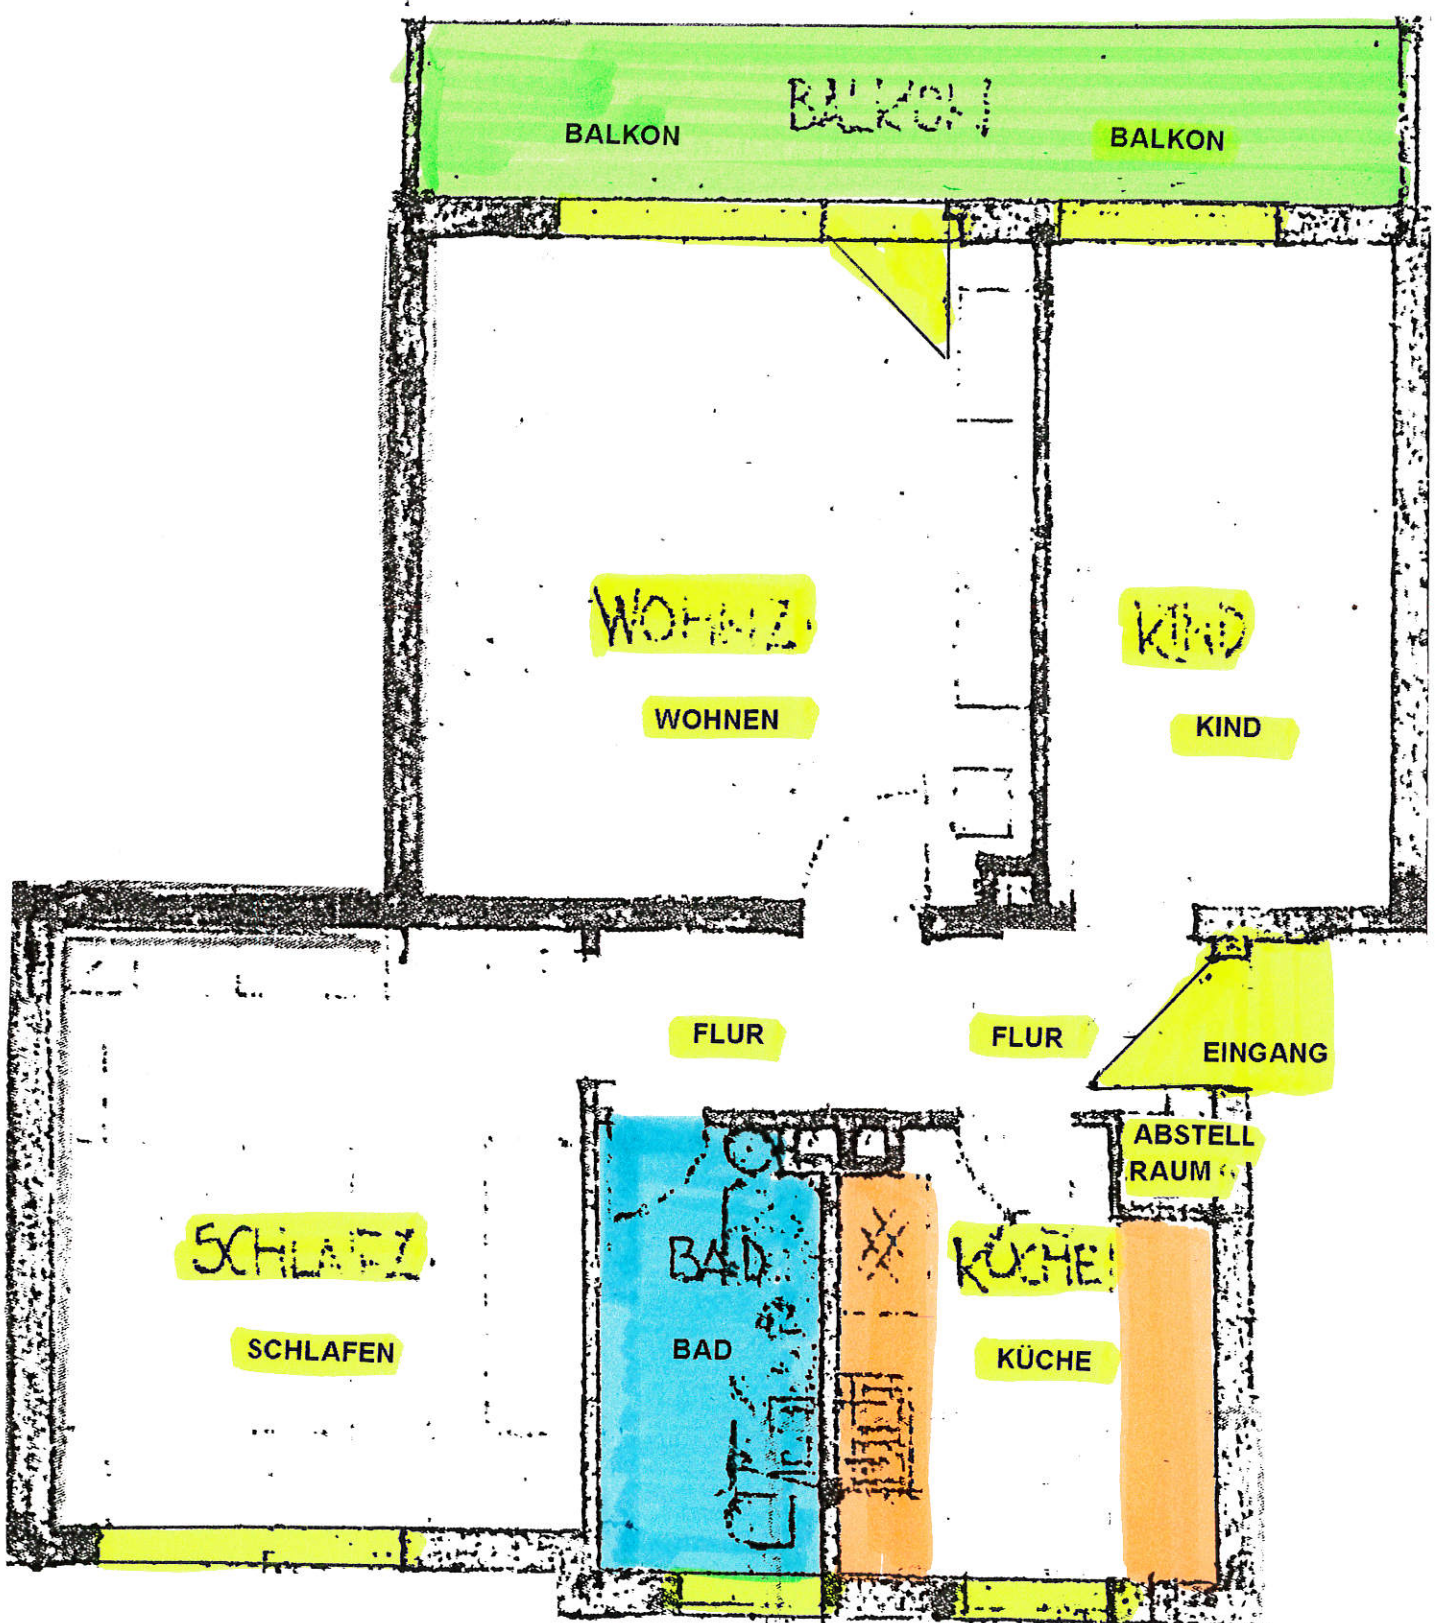 BALKON
BALKON
BALKON
WOHNZ.
KIND
WOHNEN
KIND
FLUR
FLUR
EINGANG
ABSTELL
RAUM
SCHLAFZ.
BAD
KÜCHE
SCHLAFEN
BAD
KÜCHE